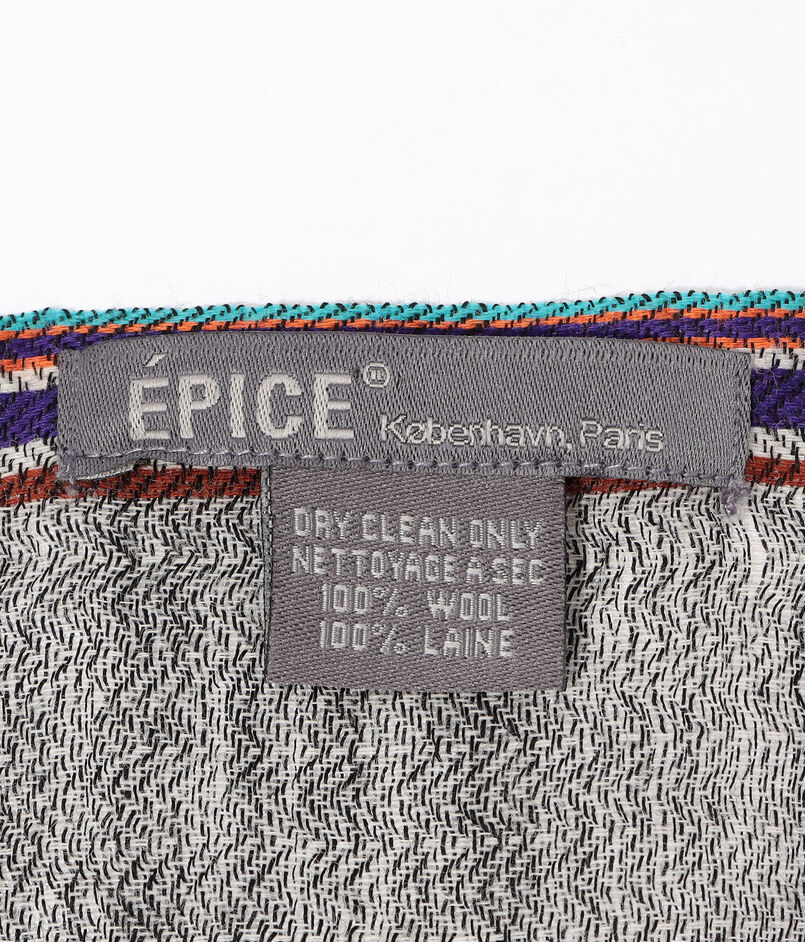 ÉPICE®
København, Paris
DRY CLEAN ONLY
NETTOYAGE A SEC
100% WOOL
100% LAINE